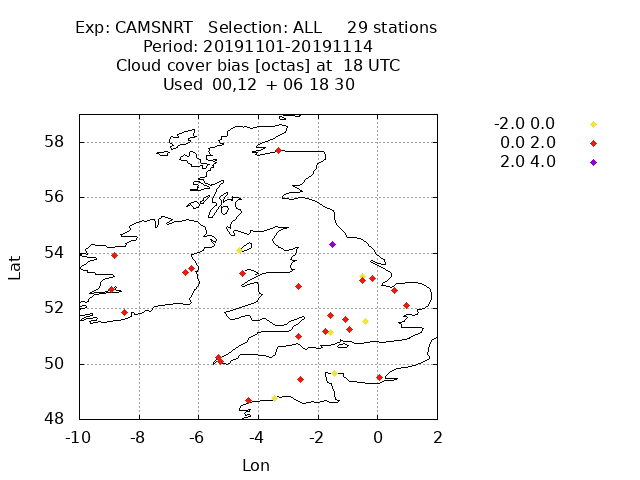 Exp: CAMSNRT   Selection: ALL     29 stations
Period: 20191101-20191114
Cloud cover bias [octas] at  18 UTC
Used  00,12  + 06 18 30
-2.0 0.0
0.0 2.0
2.0 4.0
58
56
54
52
50
48
Lat
-10 -8 -6 -4 -2 0 2
Lon